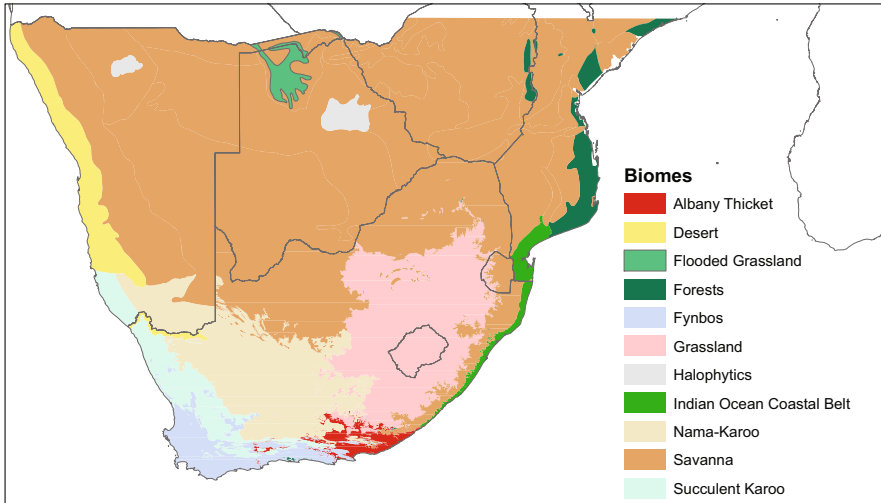 Biomes
Albany Thicket
Desert
Flooded Grassland
Forests
Fynbos
Grassland
Halophytics
Indian Ocean Coastal Belt
Nama-Karoo
Savanna
Succulent Karoo